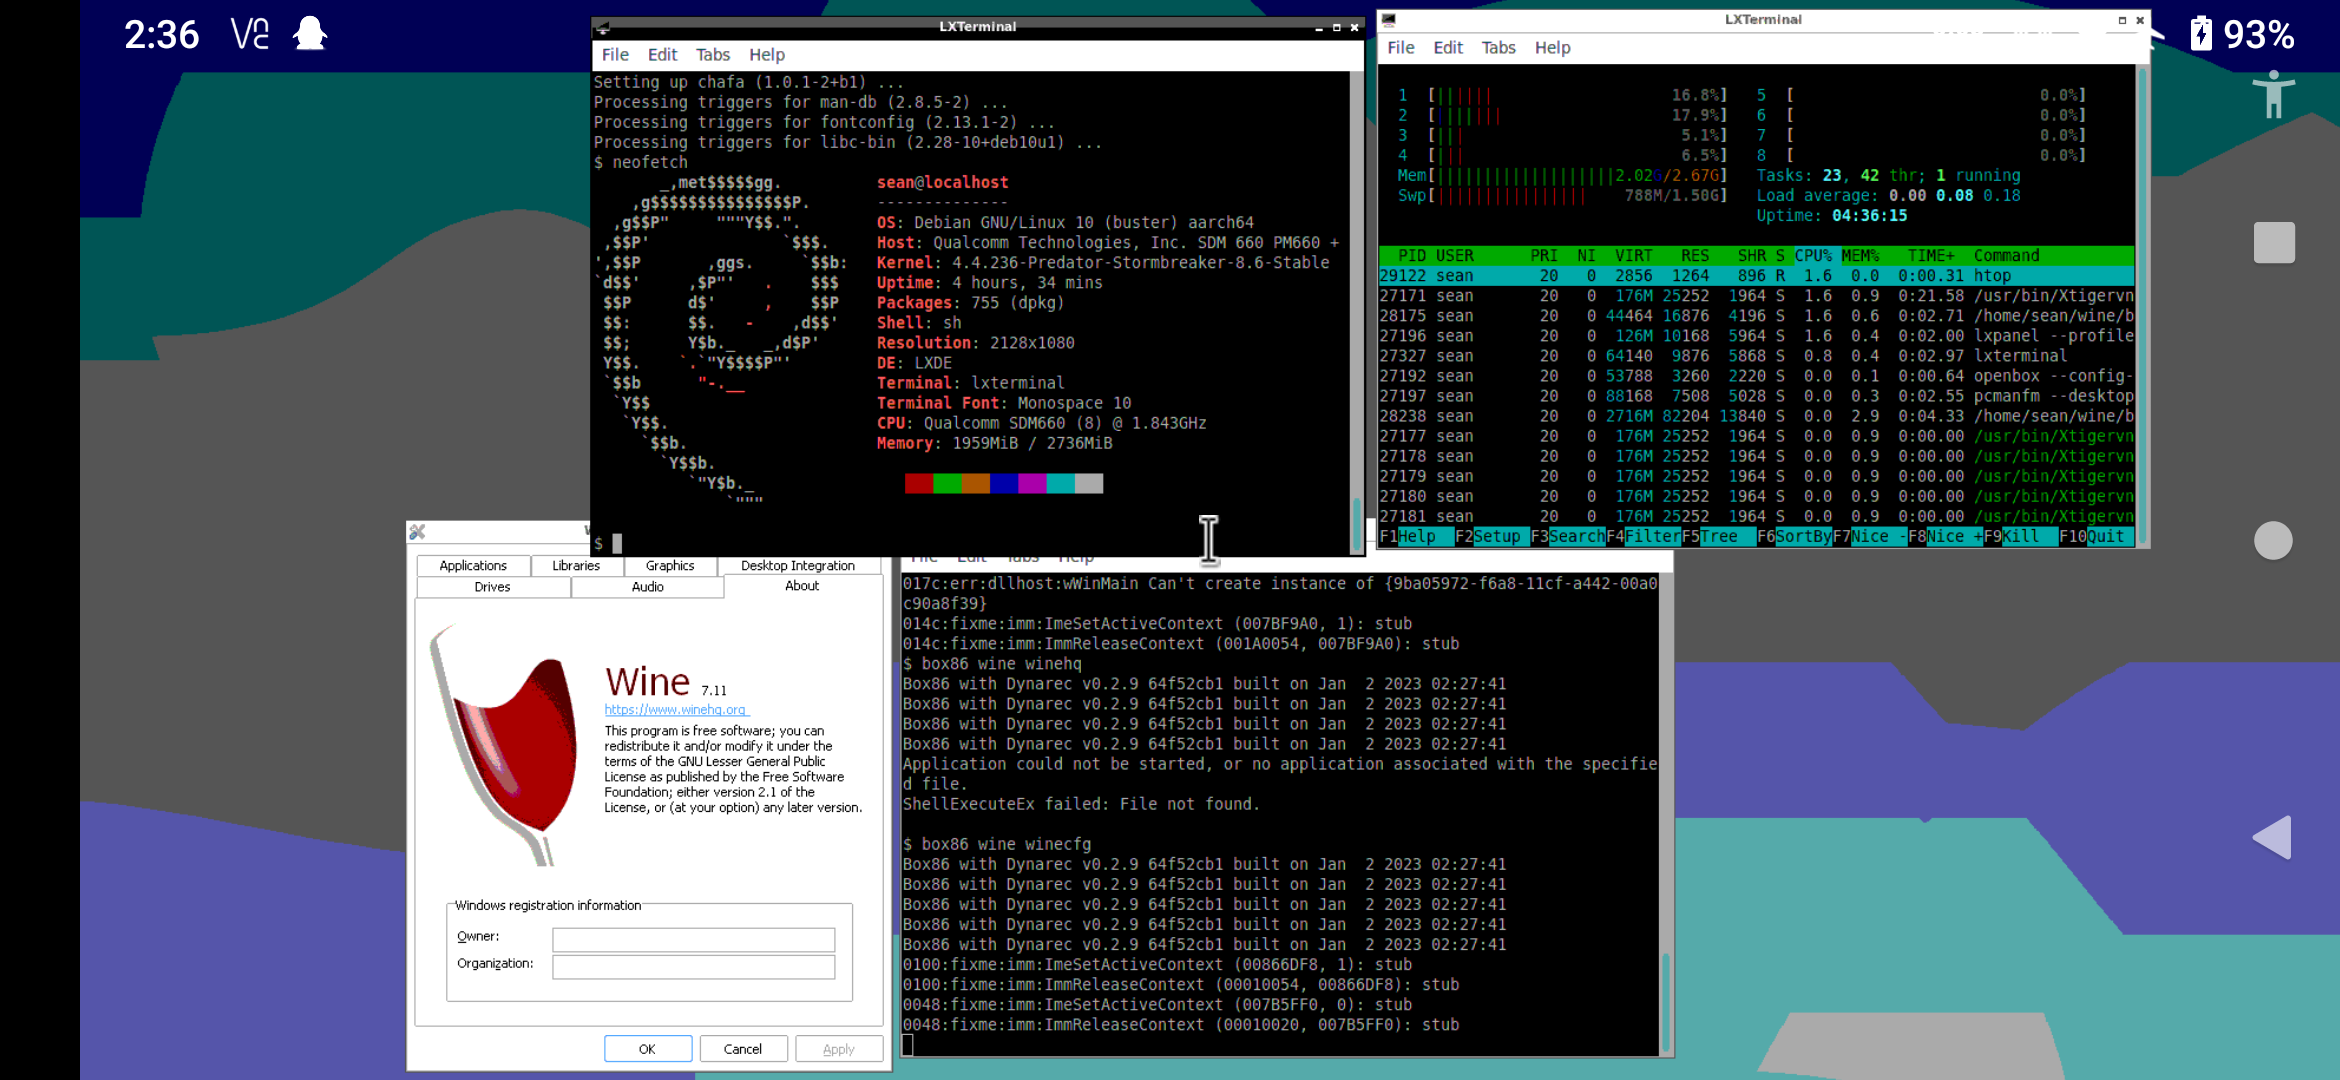 2:36
93%
LXTerminal
File Edit Tabs Help
Setting up chafa (1.0.1-2+b1) ...
Processing triggers for man-db (2.8.5-2) ...
Processing triggers for fontconfig (2.13.1-2) ...
Processing triggers for libc-bin (2.28-10+deb10u1) ...
$ neofetch
_,met$$$$$gg.
,g$$$$$$$$$$$$$$$P.
,g$$P"     """Y$$.".
,$$P'              `$$$.
',$$P       ,ggs.     `$$b:
`d$$'     ,$P"'   .    $$$
$$P      d$'     ,    $$P
$$:      $$.   -    ,d$$'
$$;      Y$b._   _,d$P'
Y$$.    `.`"Y$$$$P"'
`$$b      "-.__
`Y$$
`Y$$.
`$$b.
`Y$$b.
`"Y$b._
`"""
sean@localhost
--------------
OS: Debian GNU/Linux 10 (buster) aarch64
Host: Qualcomm Technologies, Inc. SDM 660 PM660 +
Kernel: 4.4.236-Predator-Stormbreaker-8.6-Stable
Uptime: 4 hours, 34 mins
Packages: 755 (dpkg)
Shell: sh
Resolution: 2128x1080
DE: LXDE
Terminal: lxterminal
Terminal Font: Monospace 10
CPU: Qualcomm SDM660 (8) @ 1.843GHz
Memory: 1959MiB / 2736MiB
$
LXTerminal
File Edit Tabs Help
1 [|||||| 16.8%] 5 [ 0.0%]
2 [||||||| 17.9%] 6 [ 0.0%]
3 [||| 5.1%] 7 [ 0.0%]
4 [||| 6.5%] 8 [ 0.0%]
Mem[|||||||||||||||||||2.02G/2.67G] Tasks: 23, 42 thr; 1 running
Swp[|||||||||||||||| 788M/1.50G] Load average: 0.00 0.08 0.18
Uptime: 04:36:15
PID USER PRI NI VIRT RES SHR S CPU% MEM% TIME+ Command
29122 sean 20 0 2856 1264 896 R 1.6 0.0 0:00.31 htop
27171 sean 20 0 176M 25252 1964 S 1.6 0.9 0:21.58 /usr/bin/Xtigervn
28175 sean 20 0 44464 16876 4196 S 1.6 0.6 0:02.71 /home/sean/wine/b
27196 sean 20 0 126M 10168 5964 S 1.6 0.4 0:02.00 lxpanel --profile
27327 sean 20 0 64140 9876 5868 S 0.8 0.4 0:02.97 lxterminal
27192 sean 20 0 53788 3260 2220 S 0.0 0.1 0:00.64 openbox --config-
27197 sean 20 0 88168 7508 5028 S 0.0 0.3 0:02.55 pcmanfm --desktop
28238 sean 20 0 2716M 82204 13840 S 0.0 2.9 0:04.33 /home/sean/wine/b
27177 sean 20 0 176M 25252 1964 S 0.0 0.9 0:00.00 /usr/bin/Xtigervn
27178 sean 20 0 176M 25252 1964 S 0.0 0.9 0:00.00 /usr/bin/Xtigervn
27179 sean 20 0 176M 25252 1964 S 0.0 0.9 0:00.00 /usr/bin/Xtigervn
27180 sean 20 0 176M 25252 1964 S 0.0 0.9 0:00.00 /usr/bin/Xtigervn
27181 sean 20 0 176M 25252 1964 S 0.0 0.9 0:00.00 /usr/bin/Xtigervn
F1Help F2Setup F3SearchF4FilterF5Tree F6SortByF7Nice -F8Nice +F9Kill F10Quit
Applications Libraries Graphics Desktop Integration
Drives Audio About
Wine 7.11
https://www.winehq.org
This program is free software; you can
redistribute it and/or modify it under the
terms of the GNU Lesser General Public
License as published by the Free Software
Foundation; either version 2.1 of the
License, or (at your option) any later version.
Windows registration information
Owner:
Organization:
OK Cancel Apply
File Edit Tabs Help
017c:err:dllhost:wWinMain Can't create instance of {9ba05972-f6a8-11cf-a442-00a0
c90a8f39}
014c:fixme:imm:ImeSetActiveContext (007BF9A0, 1): stub
014c:fixme:imm:ImmReleaseContext (001A0054, 007BF9A0): stub
$ box86 wine winehq
Box86 with Dynarec v0.2.9 64f52cb1 built on Jan  2 2023 02:27:41
Box86 with Dynarec v0.2.9 64f52cb1 built on Jan  2 2023 02:27:41
Box86 with Dynarec v0.2.9 64f52cb1 built on Jan  2 2023 02:27:41
Box86 with Dynarec v0.2.9 64f52cb1 built on Jan  2 2023 02:27:41
Application could not be started, or no application associated with the specifie
d file.
ShellExecuteEx failed: File not found.
$ box86 wine winecfg
Box86 with Dynarec v0.2.9 64f52cb1 built on Jan  2 2023 02:27:41
Box86 with Dynarec v0.2.9 64f52cb1 built on Jan  2 2023 02:27:41
Box86 with Dynarec v0.2.9 64f52cb1 built on Jan  2 2023 02:27:41
Box86 with Dynarec v0.2.9 64f52cb1 built on Jan  2 2023 02:27:41
Box86 with Dynarec v0.2.9 64f52cb1 built on Jan  2 2023 02:27:41
0100:fixme:imm:ImeSetActiveContext (00866DF8, 1): stub
0100:fixme:imm:ImmReleaseContext (00010054, 00866DF8): stub
0048:fixme:imm:ImeSetActiveContext (007B5FF0, 0): stub
0048:fixme:imm:ImmReleaseContext (00010020, 007B5FF0): stub